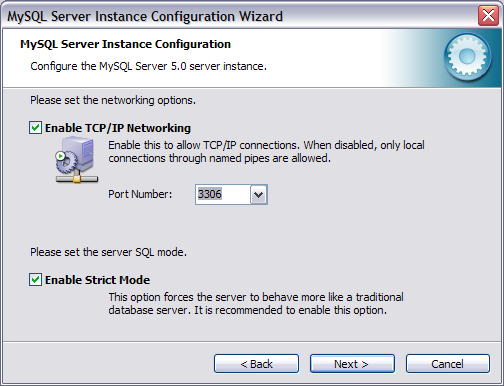 MySQL Server Instance Configuration Wizard
MySQL Server Instance Configuration
Configure the MySQL Server 5.0 server instance.
Please set the networking options.
Enable TCP/IP Networking
Enable this to allow TCP/IP connections. When disabled, only local
connections through named pipes are allowed.
Port Number: 3306
Please set the server SQL mode.
Enable Strict Mode
This option forces the server to behave more like a traditional
database server. It is recommended to enable this option.
< Back Next > Cancel